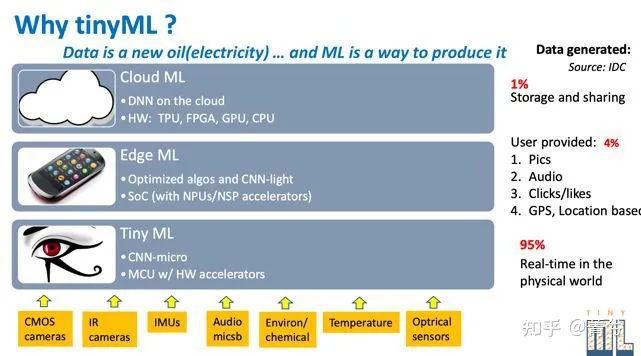 Why tinyML ?
Data is a new oil(electricity) … and ML is a way to produce it
Cloud ML
•DNN on the cloud
•HW: TPU, FPGA, GPU, CPU
Edge ML
•Optimized algos and CNN-light
•SoC (with NPUs/NSP accelerators)
Tiny ML
•CNN-micro
•MCU w/ HW accelerators
CMOS
cameras
IR
cameras
IMUs
Audio
micsb
Environ/
chemical
Temperature
Optrical
sensors
Data generated:
Source: IDC
1%
Storage and sharing
User provided: 4%
1. Pics
2. Audio
3. Clicks/likes
4. GPS, Location based
95%
Real-time in the
physical world
TINY
ML
知乎